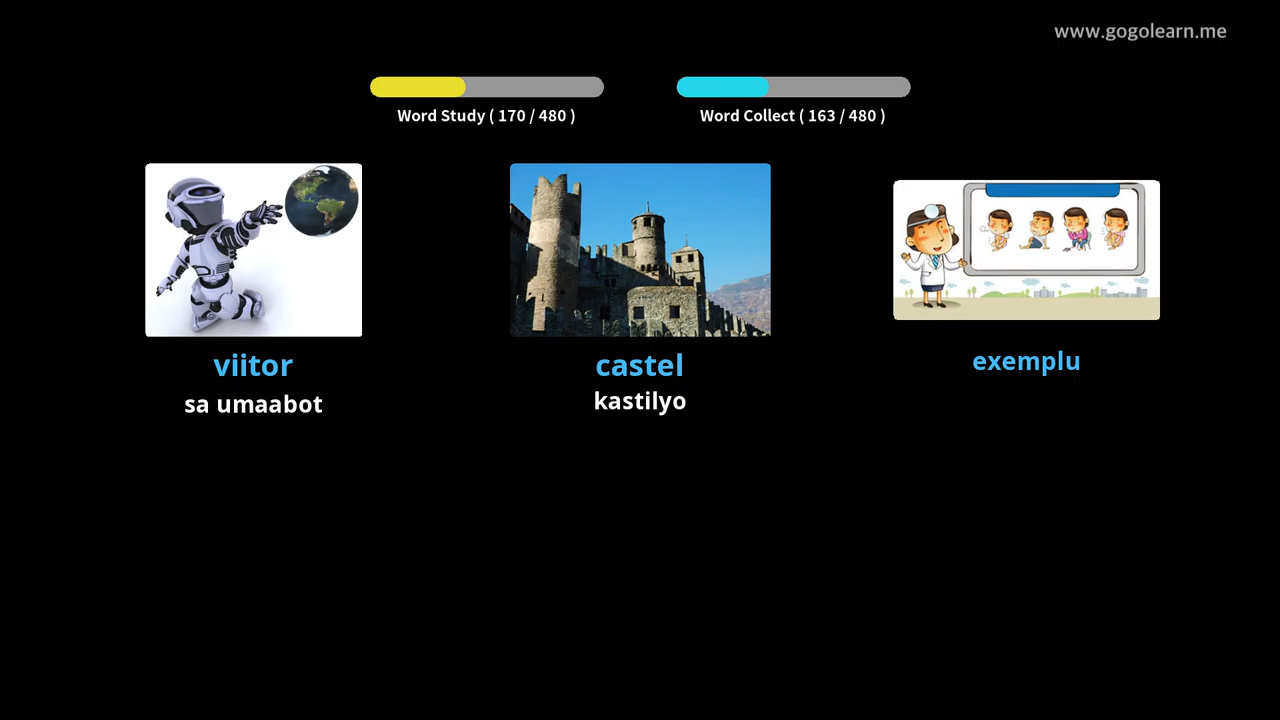 www.gogolearn.me
Word Study ( 170 / 480 )
Word Collect ( 163 / 480 )
viitor
sa umaabot
castel
kastilyo
exemplu